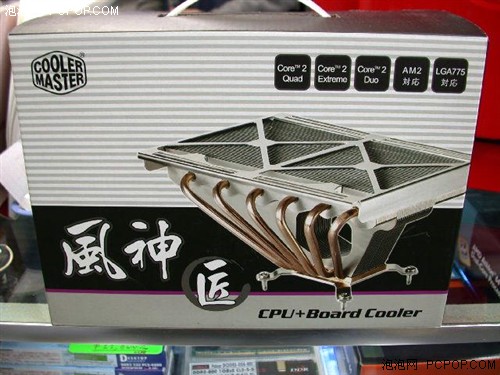 泡泡网 PCPOP.COM
COOLER
MASTER
Core™2
Quad
Core™2
Extreme
Core™2
Duo
AM2
対応
LGA775
対応
風神
匠
CPU+Board Cooler
DESKTOP
泡泡网 PCPOP.COM